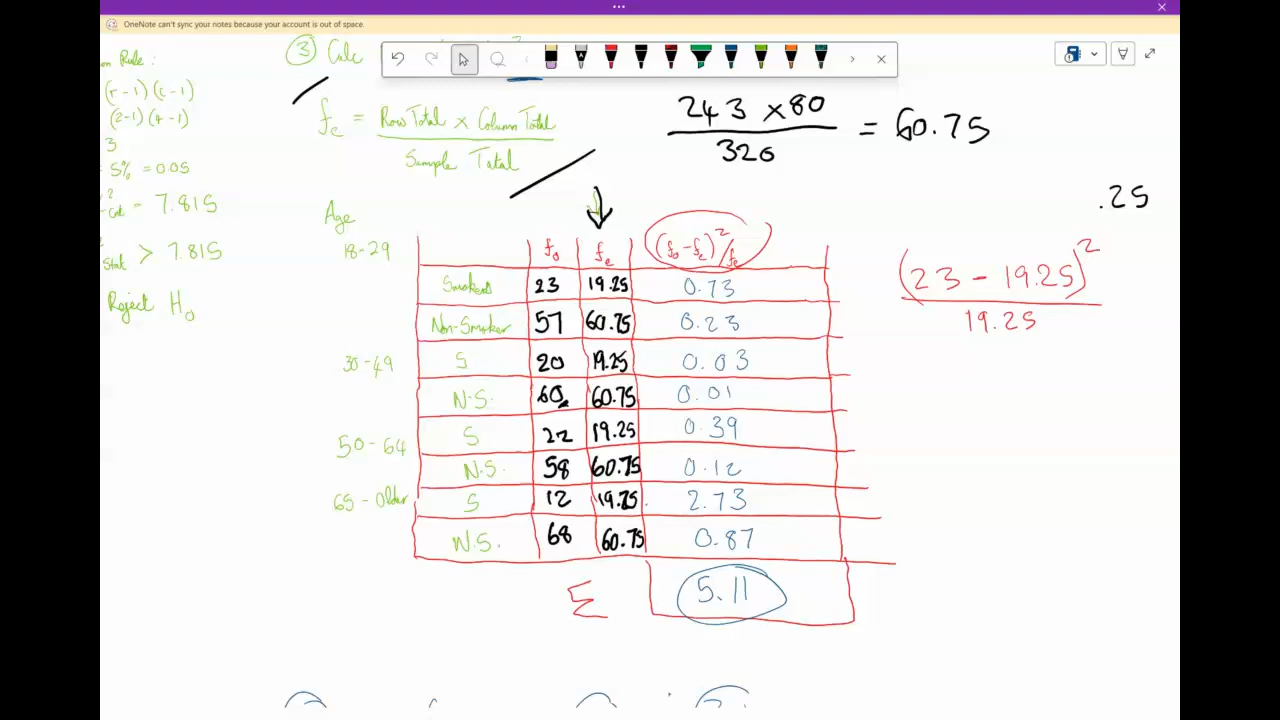 OneNote can't sync your notes because your account is out of space.
③ Calc
on Rule :
(r-1)(c-1)
(2-1)(4-1)
3
= 5% = 0.05
= 7.815
> 7.815
Reject H₀
fₑ = Row Total × Column Total
Sample Total
243 × 80
320
= 60.75
.25
Age
fₒ fₑ (fₒ - fₑ)²/fₑ
18-29 Smokers 23 19.25 0.73
Non-Smoker 57 60.75 0.23
30-49 S 20 19.25 0.03
N.S. 60 60.75 0.01
50-64 S 22 19.25 0.39
N.S. 58 60.75 0.12
65-Older S 12 19.25 2.73
N.S. 68 60.75 0.87
Σ 5.11
(23 - 19.25)²
19.25